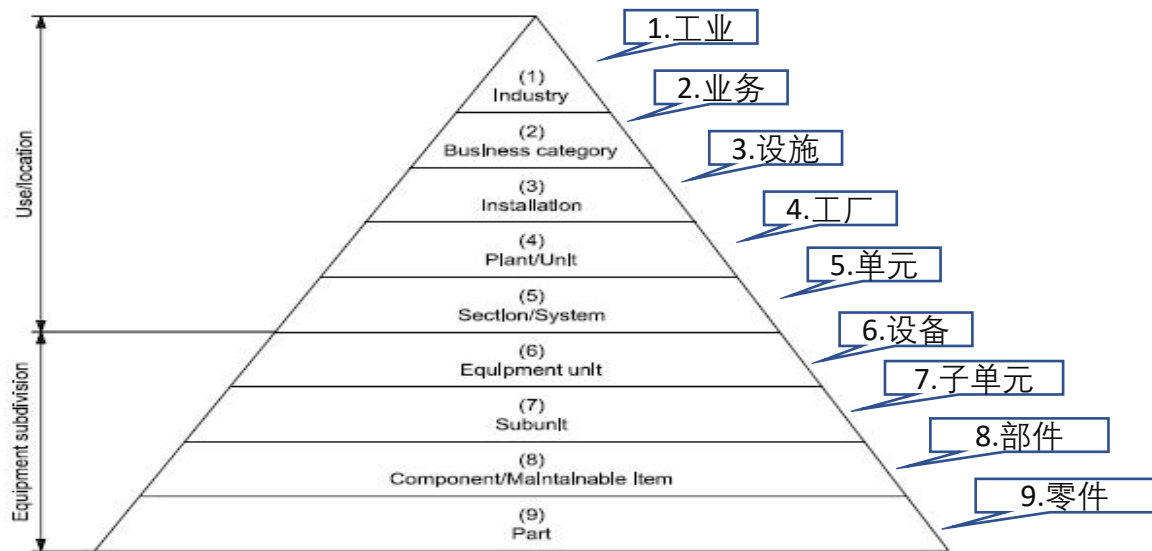 Use/location
Equipment subdivision
(1)
Industry
(2)
Business category
(3)
Installation
(4)
Plant/Unit
(5)
Section/System
(6)
Equipment unit
(7)
Subunit
(8)
Component/Maintainable Item
(9)
Part
1.工业
2.业务
3.设施
4.工厂
5.单元
6.设备
7.子单元
8.部件
9.零件